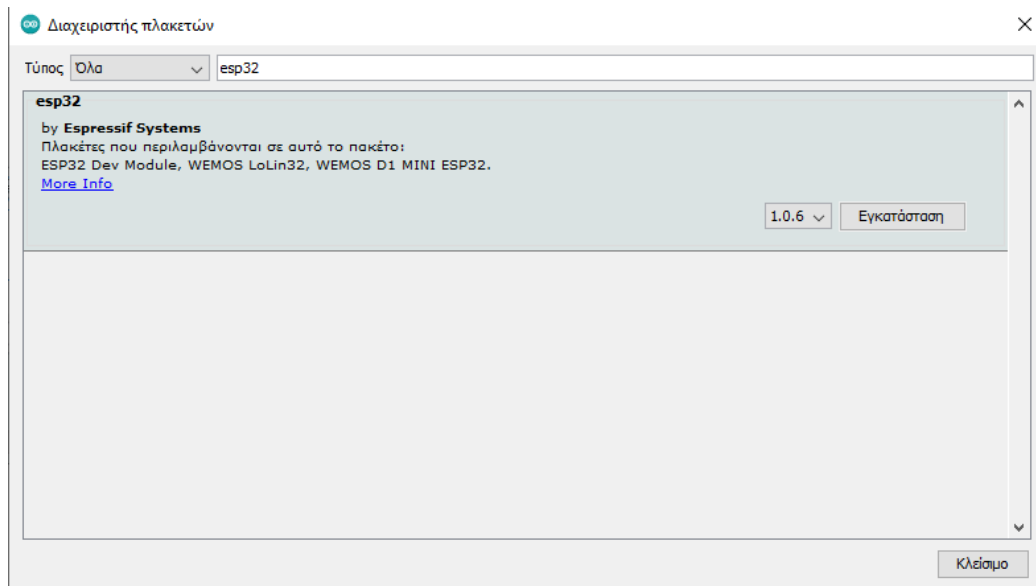 Διαχειριστής πλακετών
Τύπος Όλα esp32
esp32
by Espressif Systems
Πλακέτες που περιλαμβάνονται σε αυτό το πακέτο:
ESP32 Dev Module, WEMOS LoLin32, WEMOS D1 MINI ESP32.
More Info
1.0.6 Εγκατάσταση
Κλείσιμο